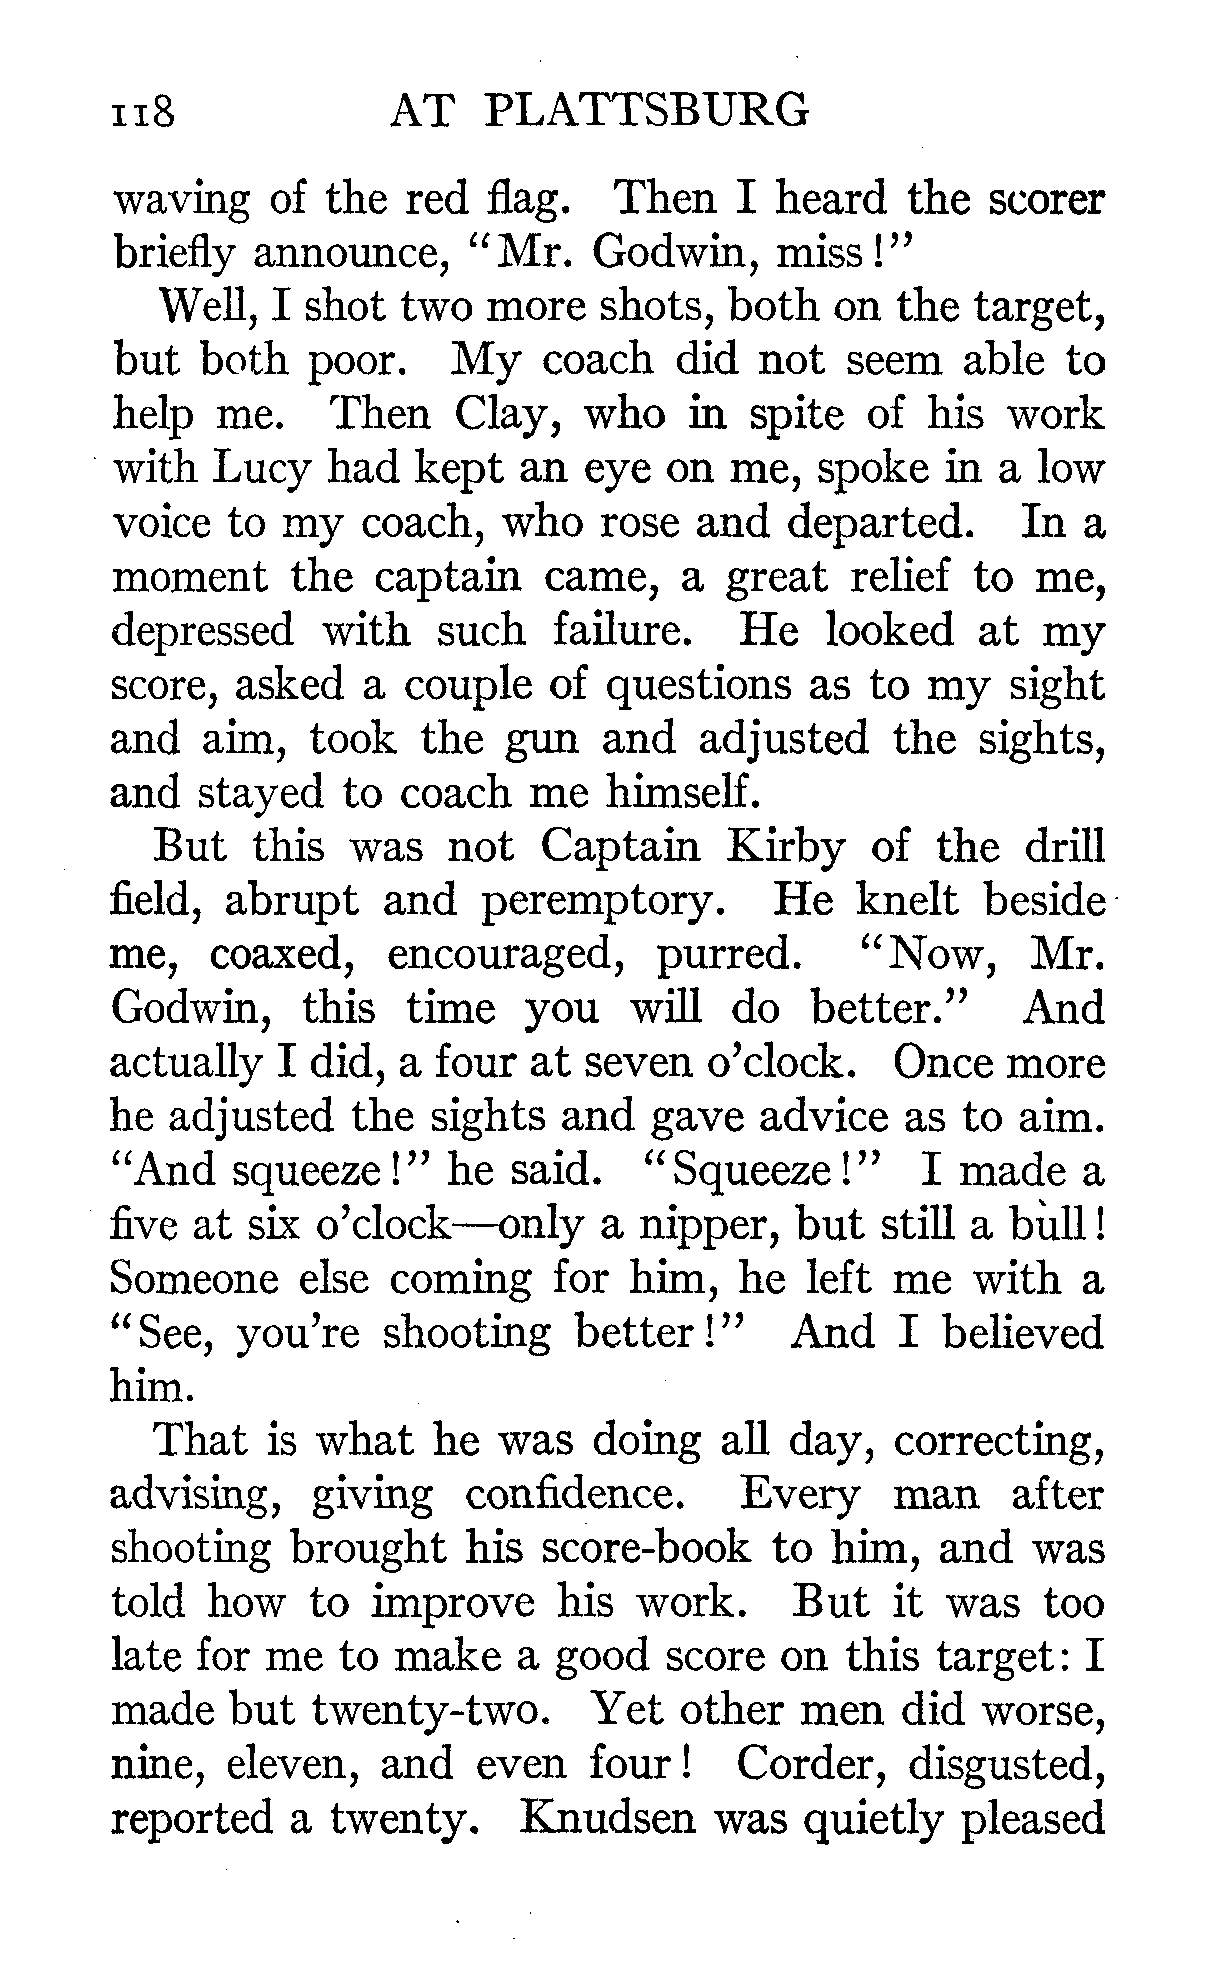 118 AT PLATTSBURG
waving of the red flag. Then I heard the scorer
briefly announce, "Mr. Godwin, miss!"
Well, I shot two more shots, both on the target,
but both poor. My coach did not seem able to
help me. Then Clay, who in spite of his work
with Lucy had kept an eye on me, spoke in a low
voice to my coach, who rose and departed. In a
moment the captain came, a great relief to me,
depressed with such failure. He looked at my
score, asked a couple of questions as to my sight
and aim, took the gun and adjusted the sights,
and stayed to coach me himself.
But this was not Captain Kirby of the drill
field, abrupt and peremptory. He knelt beside
me, coaxed, encouraged, purred. "Now, Mr.
Godwin, this time you will do better." And
actually I did, a four at seven o'clock. Once more
he adjusted the sights and gave advice as to aim.
"And squeeze!" he said. "Squeeze!" I made a
five at six o'clock—only a nipper, but still a bull!
Someone else coming for him, he left me with a
"See, you're shooting better!" And I believed
him.
That is what he was doing all day, correcting,
advising, giving confidence. Every man after
shooting brought his score-book to him, and was
told how to improve his work. But it was too
late for me to make a good score on this target: I
made but twenty-two. Yet other men did worse,
nine, eleven, and even four! Corder, disgusted,
reported a twenty. Knudsen was quietly pleased